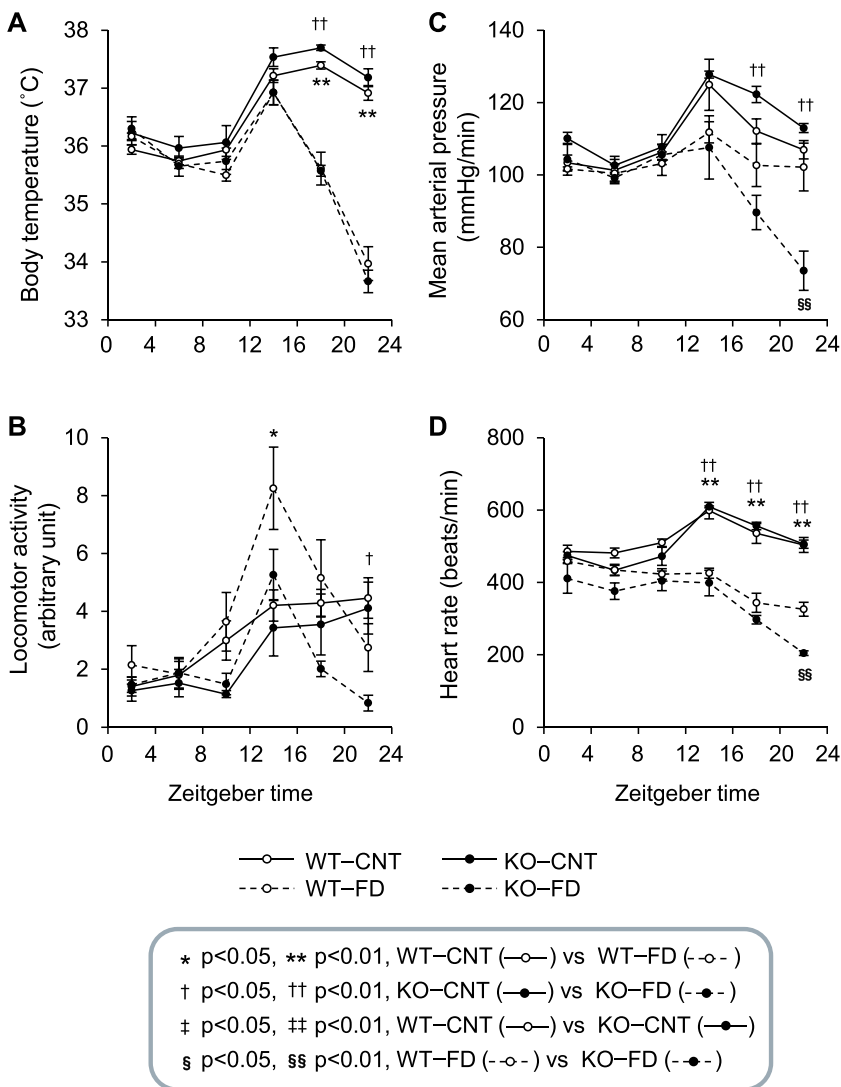 A
Body temperature (˚C)
38
37
36
35
34
33
0 4 8 12 16 20 24
†† ††
** **
C
Mean arterial pressure
(mmHg/min)
140
120
100
80
60
0 4 8 12 16 20 24
†† ††
§§
B
Locomotor activity
(arbitrary unit)
10
8
6
4
2
0
0 4 8 12 16 20 24
* †
Zeitgeber time
D
Heart rate (beats/min)
800
600
400
200
0
0 4 8 12 16 20 24
†† †† ††
** ** **
§§
Zeitgeber time
WT–CNT KO–CNT
WT–FD KO–FD
* p<0.05, ** p<0.01, WT–CNT ( ) vs WT–FD ( )
† p<0.05, †† p<0.01, KO–CNT ( ) vs KO–FD ( )
‡ p<0.05, ‡‡ p<0.01, WT–CNT ( ) vs KO–CNT ( )
§ p<0.05, §§ p<0.01, WT–FD ( ) vs KO–FD ( )